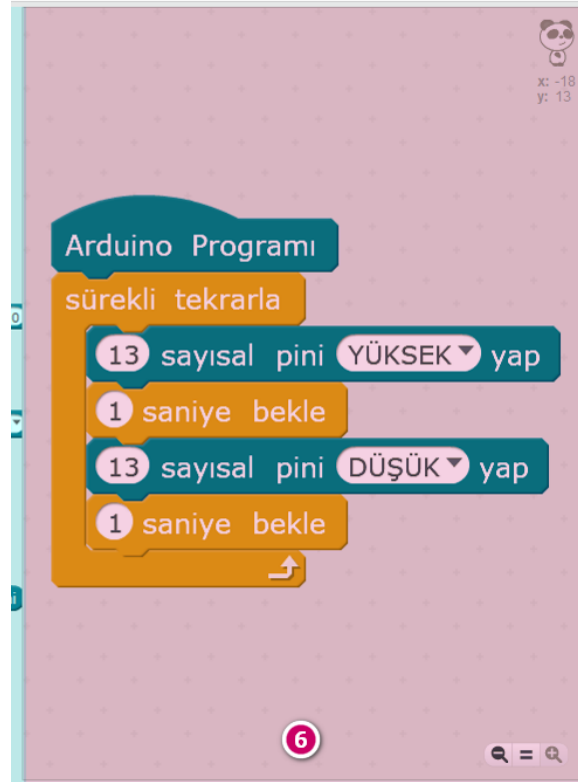 x: -18
y: 13
Arduino Programı
sürekli tekrarla
13 sayısal pini YÜKSEK yap
1 saniye bekle
13 sayısal pini DÜŞÜK yap
1 saniye bekle
6